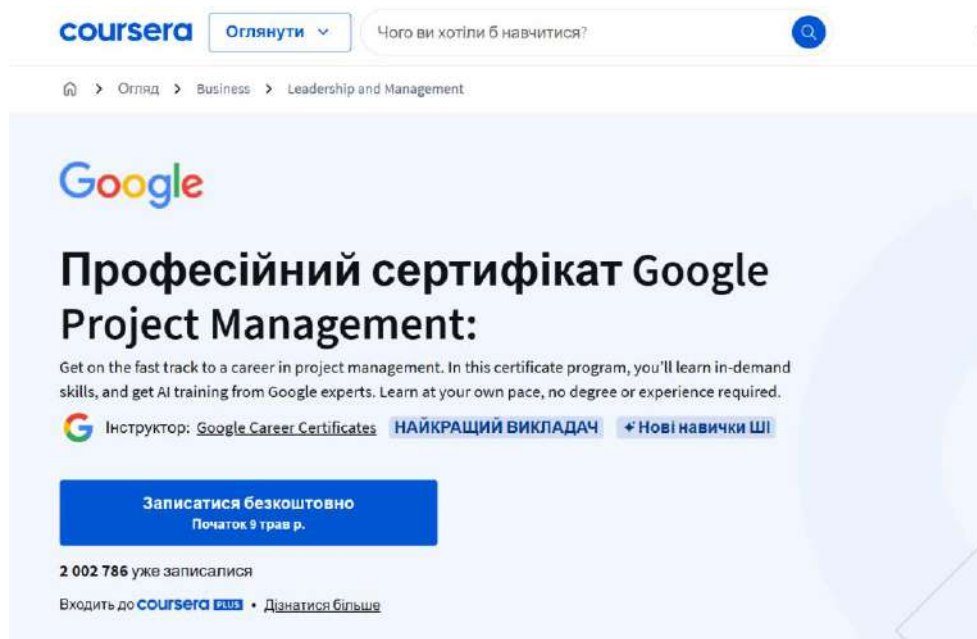 coursera Оглянути Чого ви хотіли б навчитися?
Огляд > Business > Leadership and Management
Google
Професійний сертифікат Google
Project Management:
Get on the fast track to a career in project management. In this certificate program, you'll learn in-demand
skills, and get AI training from Google experts. Learn at your own pace, no degree or experience required.
Інструктор: Google Career Certificates НАЙКРАЩИЙ ВИКЛАДАЧ Нові навички ШІ
Записатися безкоштовно
Початок 9 трав р.
2 002 786 уже записалися
Входить до coursera PLUS • Дізнатися більше